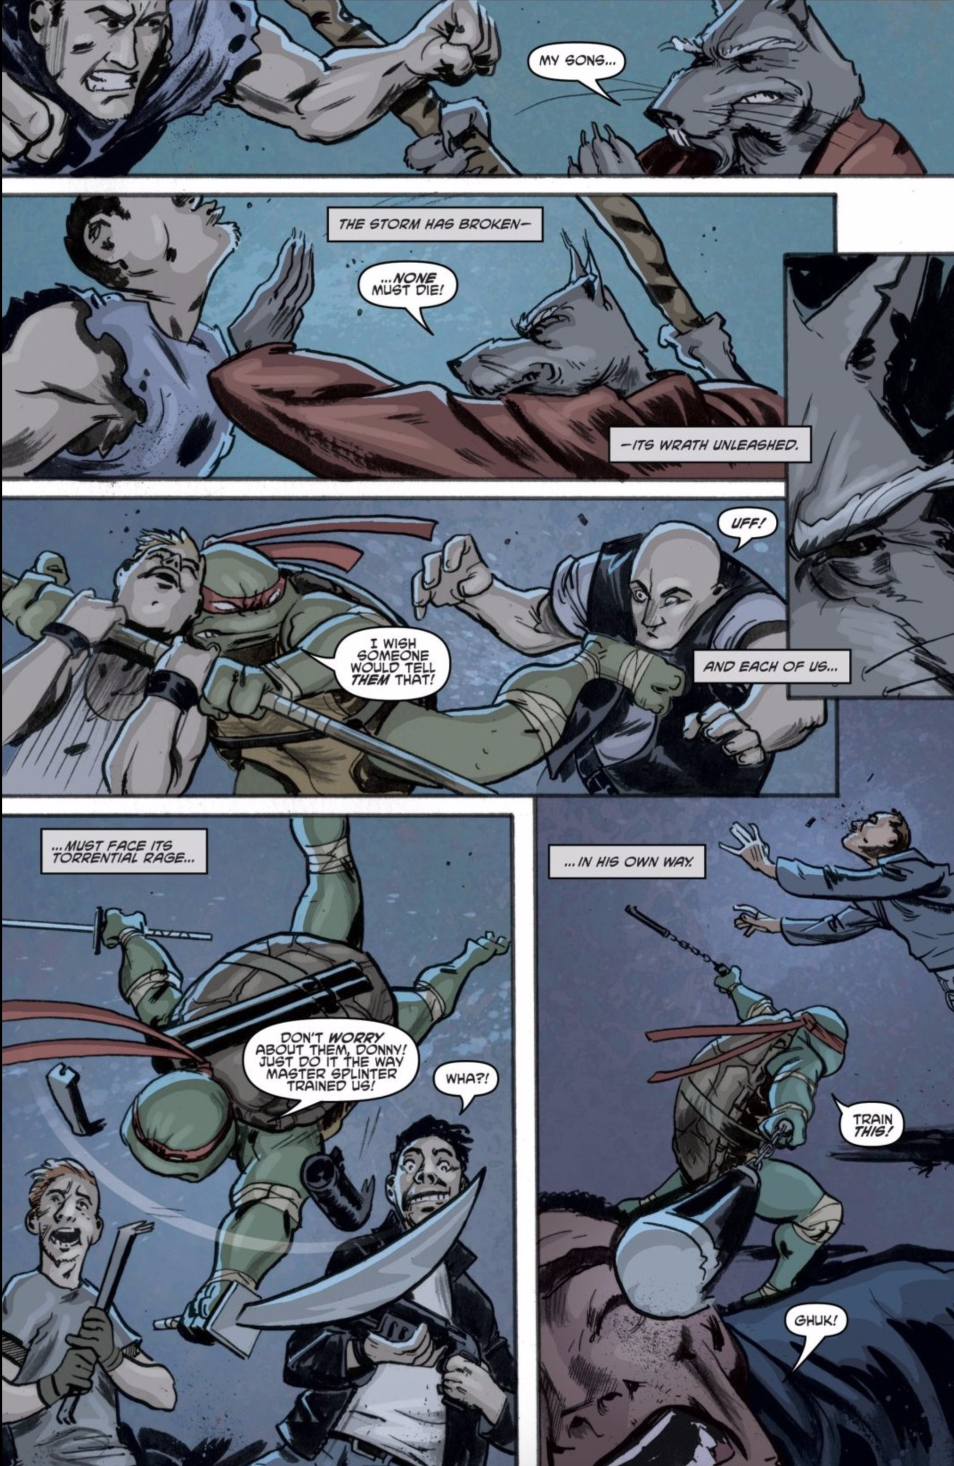 MY SONS...
THE STORM HAS BROKEN—
...NONE
MUST DIE!
—ITS WRATH UNLEASHED.
UFF!
I WISH
SOMEONE
WOULD TELL
THEM THAT!
AND EACH OF US...
...MUST FACE ITS
TORRENTIAL RAGE...
DON'T WORRY
ABOUT THEM, DONNY!
JUST DO IT THE WAY
MASTER SPLINTER
TRAINED US!
WHA?!
...IN HIS OWN WAY.
TRAIN
THIS!
GHUK!